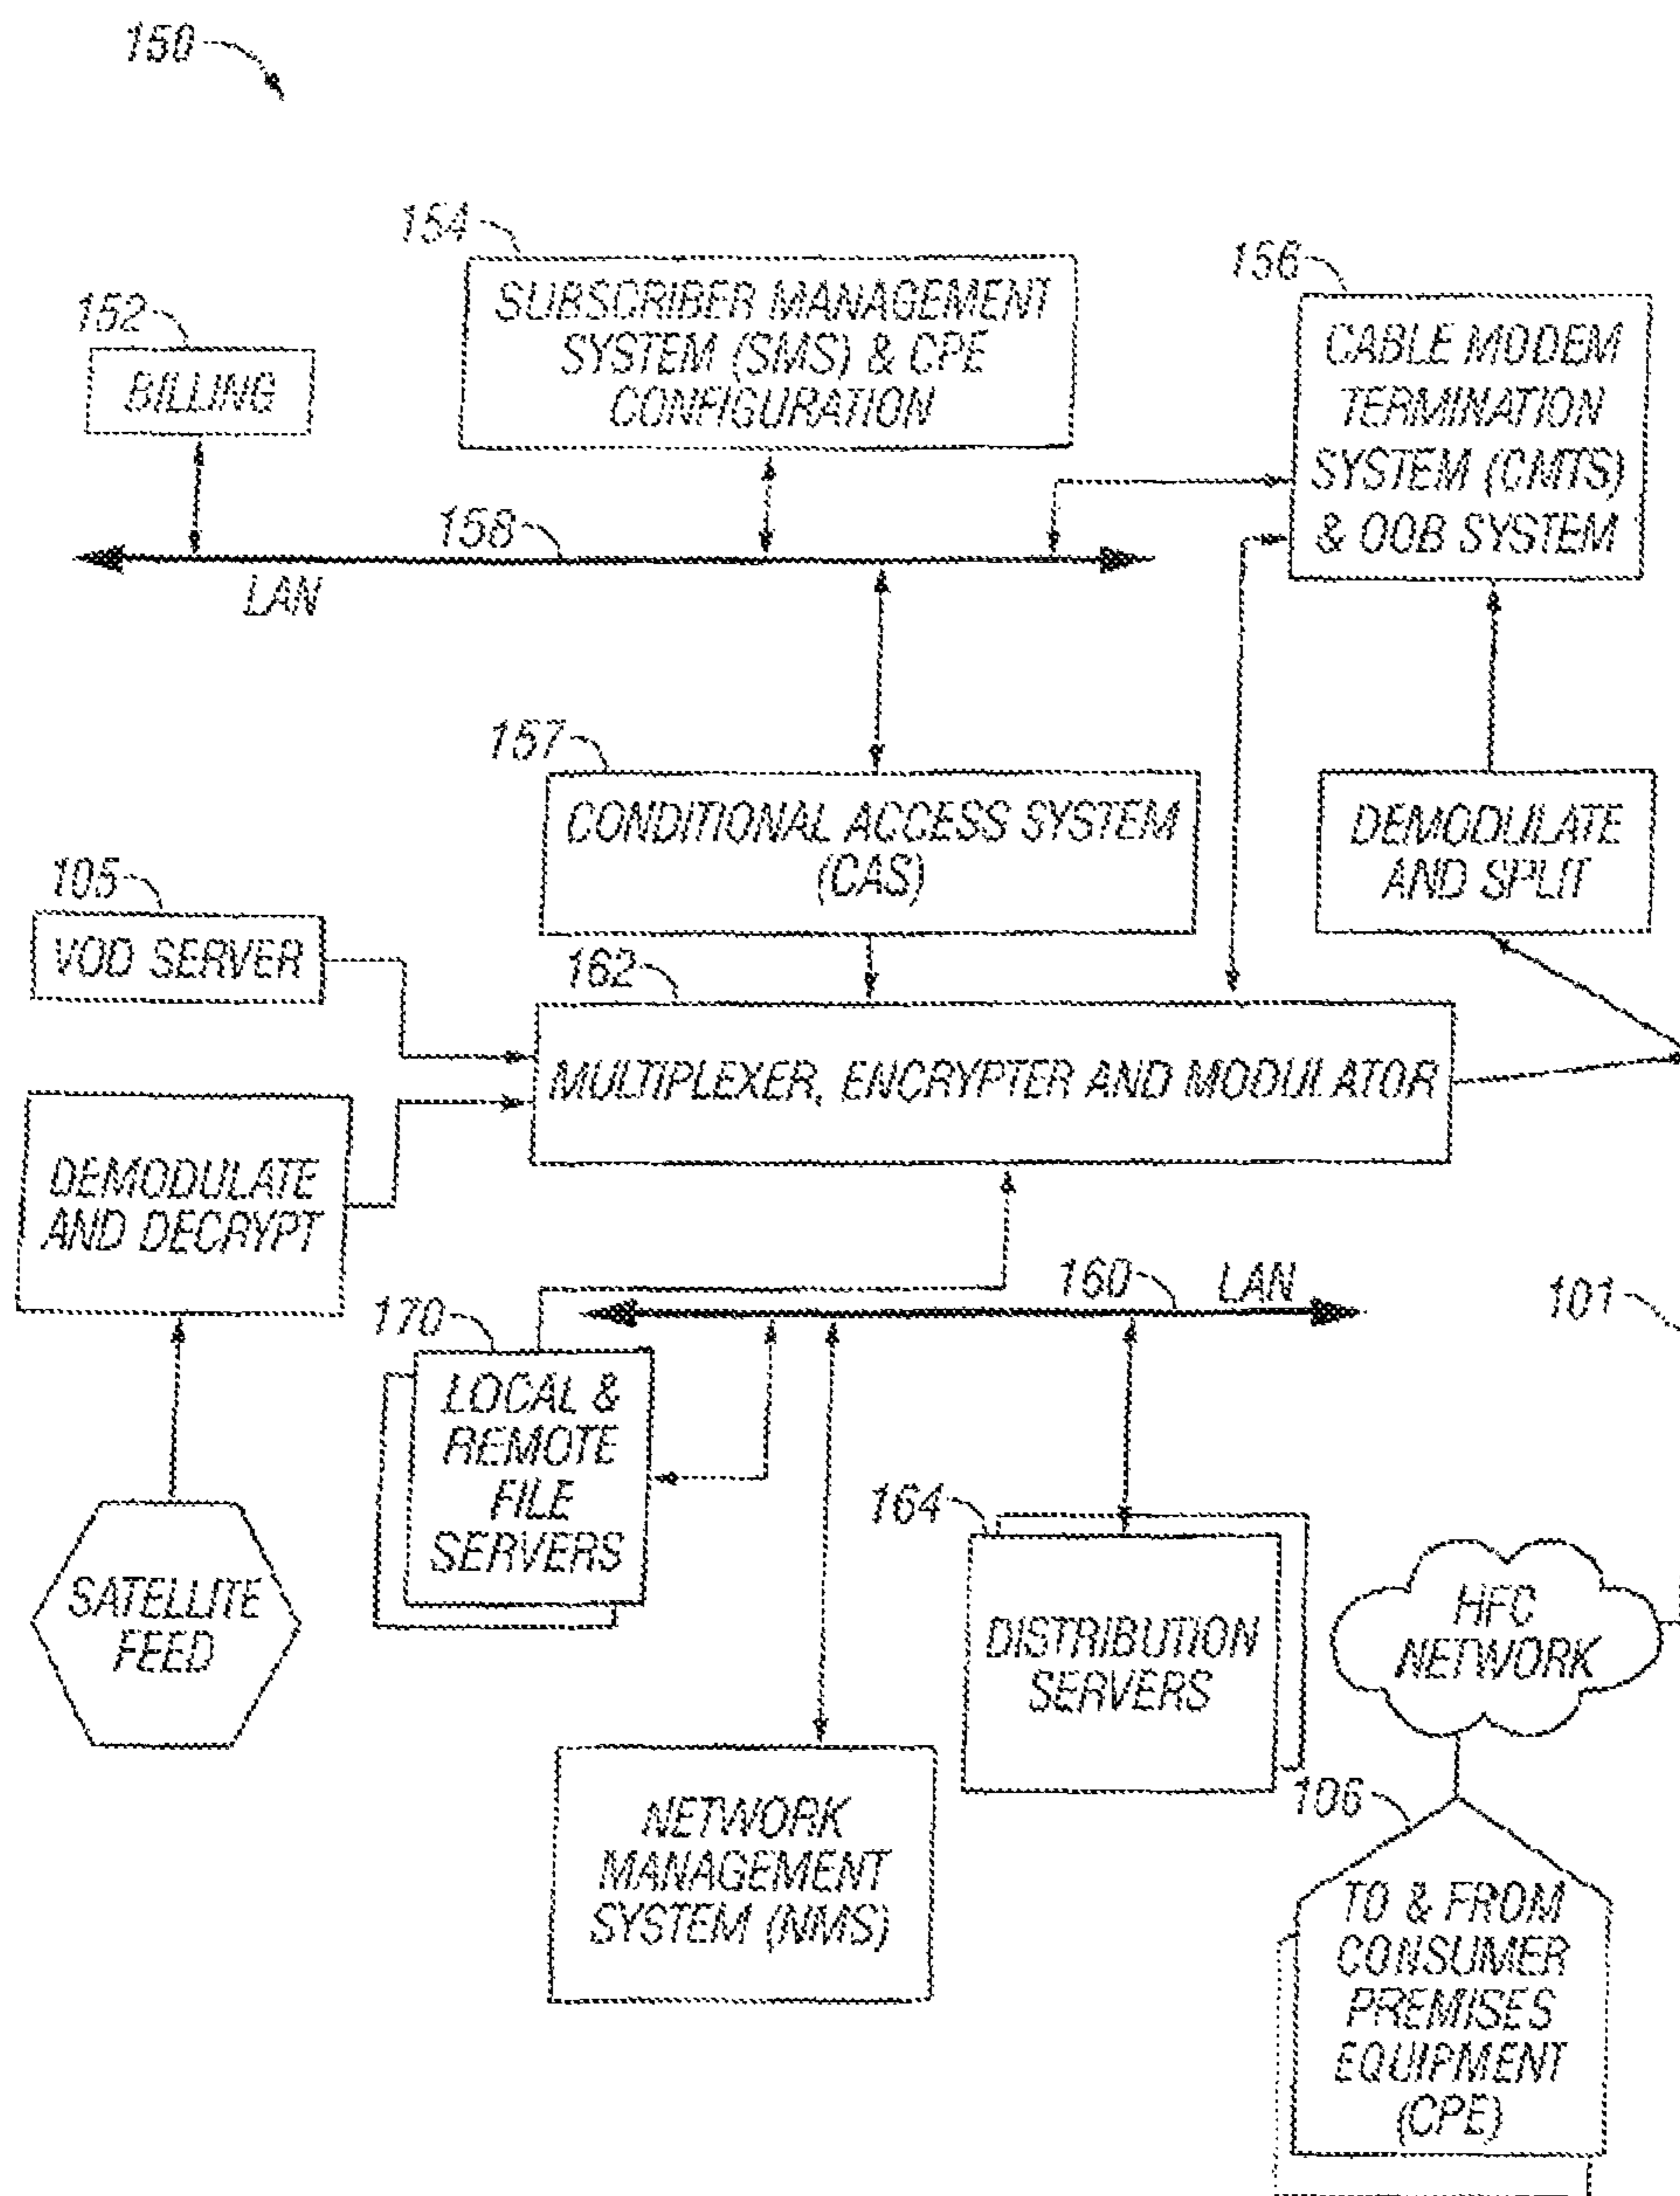 150
154
SUBSCRIBER MANAGEMENT
SYSTEM (SMS) & CPE
CONFIGURATION
156
CABLE MODEM
TERMINATION
SYSTEM (CMTS)
& OOB SYSTEM
152
BILLING
158
LAN
157
CONDITIONAL ACCESS SYSTEM
(CAS)
DEMODULATE
AND SPLIT
105
VOD SERVER
162
MULTIPLEXER, ENCRYPTER AND MODULATOR
DEMODULATE
AND DECRYPT
160
LAN
101
170
LOCAL &
REMOTE
FILE
SERVERS
164
DISTRIBUTION
SERVERS
SATELLITE
FEED
HFC
NETWORK
NETWORK
MANAGEMENT
SYSTEM (NMS)
106
TO & FROM
CONSUMER
PREMISES
EQUIPMENT
(CPE)